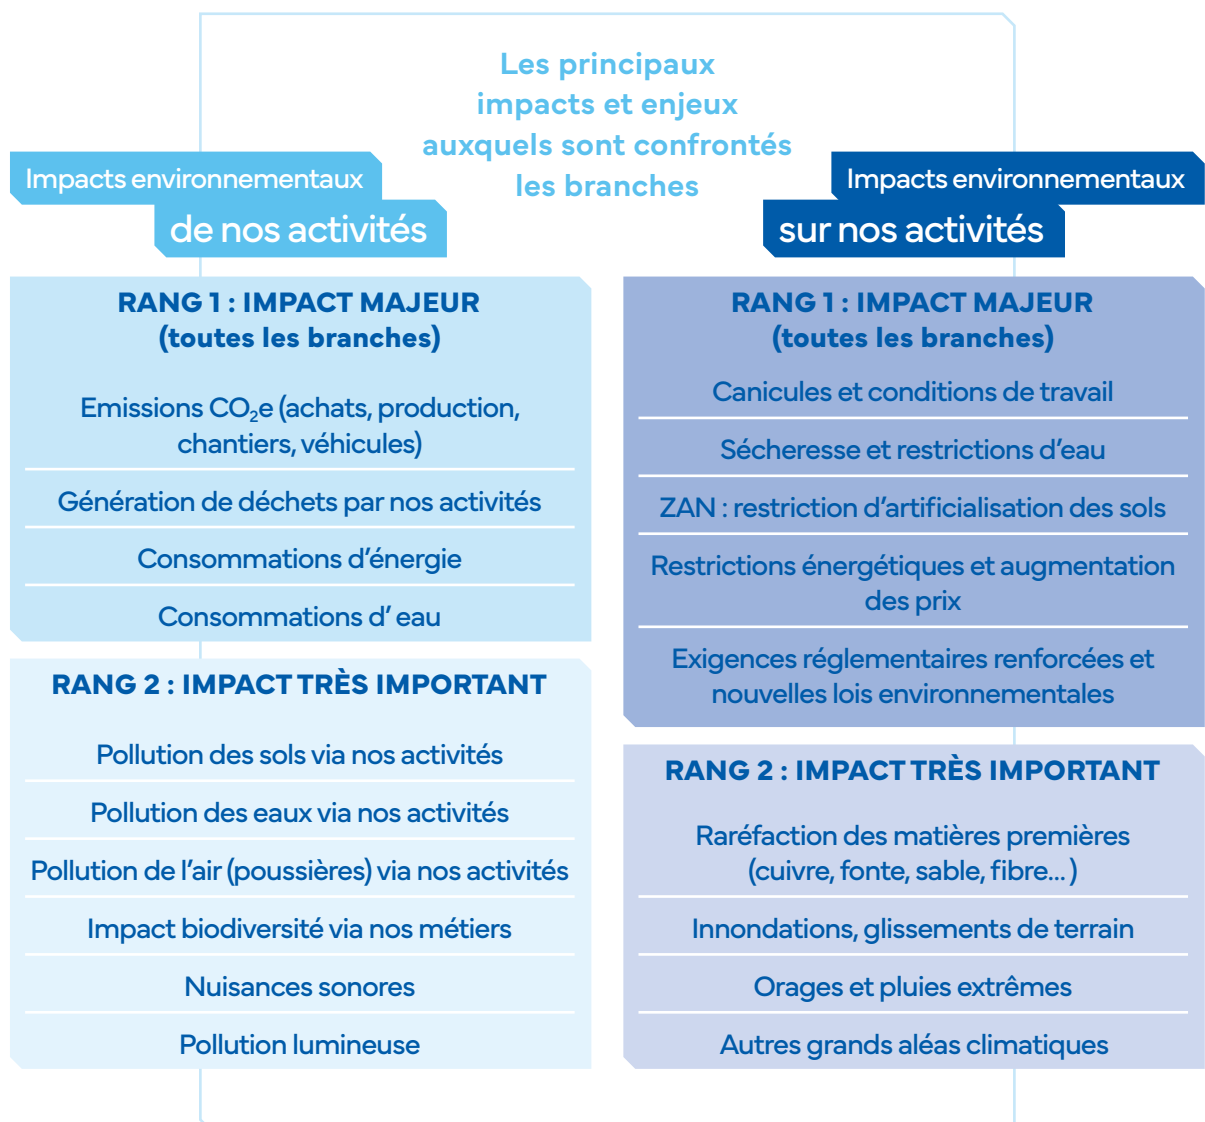 Les principaux
impacts et enjeux
auxquels sont confrontés
les branches
Impacts environnementaux
de nos activités
RANG 1 : IMPACT MAJEUR
(toutes les branches)
Emissions CO₂e (achats, production,
chantiers, véhicules)
Génération de déchets par nos activités
Consommations d'énergie
Consommations d' eau
RANG 2 : IMPACT TRÈS IMPORTANT
Pollution des sols via nos activités
Pollution des eaux via nos activités
Pollution de l'air (poussières) via nos activités
Impact biodiversité via nos métiers
Nuisances sonores
Pollution lumineuse
Impacts environnementaux
sur nos activités
RANG 1 : IMPACT MAJEUR
(toutes les branches)
Canicules et conditions de travail
Sécheresse et restrictions d'eau
ZAN : restriction d'artificialisation des sols
Restrictions énergétiques et augmentation
des prix
Exigences réglementaires renforcées et
nouvelles lois environnementales
RANG 2 : IMPACT TRÈS IMPORTANT
Raréfaction des matières premières
(cuivre, fonte, sable, fibre... )
Innondations, glissements de terrain
Orages et pluies extrêmes
Autres grands aléas climatiques